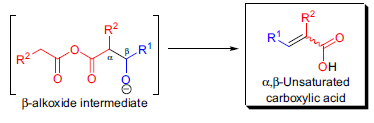 R2 O R2 α β R1 O O O ⊖
β-alkoxide intermediate
R1 R2 O OH
α,β-Unsaturated
carboxylic acid